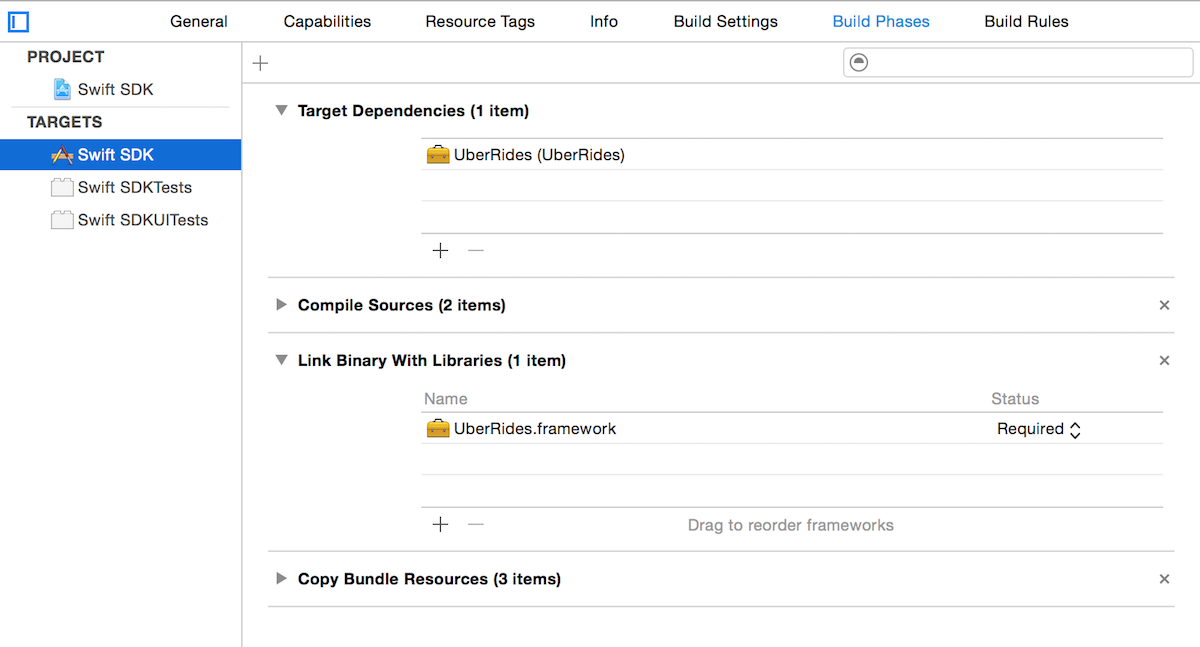 General Capabilities Resource Tags Info Build Settings Build Phases Build Rules
PROJECT
Swift SDK
TARGETS
Swift SDK
Swift SDKTests
Swift SDKUITests
Target Dependencies (1 item)
UberRides (UberRides)
Compile Sources (2 items)
Link Binary With Libraries (1 item)
Name Status
UberRides.framework Required
Drag to reorder frameworks
Copy Bundle Resources (3 items)